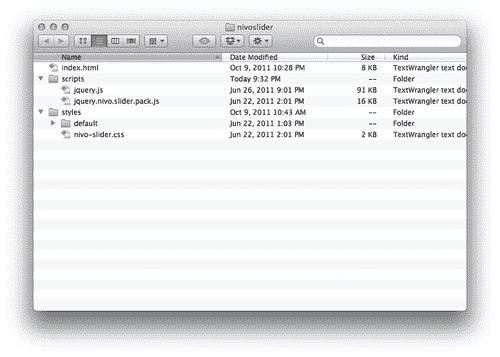 nivoslider
Name Date Modified Size Kind
index.html Oct 9, 2011 10:28 PM 8 KB TextWrangler text doc
scripts Today 9:32 PM -- Folder
jquery.js Jun 26, 2011 9:01 PM 91 KB TextWrangler text doc
jquery.nivo.slider.pack.js Jun 22, 2011 2:01 PM 16 KB TextWrangler text doc
styles Oct 9, 2011 10:43 AM -- Folder
default Jun 22, 2011 1:03 PM -- Folder
nivo-slider.css Jun 22, 2011 2:01 PM 2 KB TextWrangler text doc